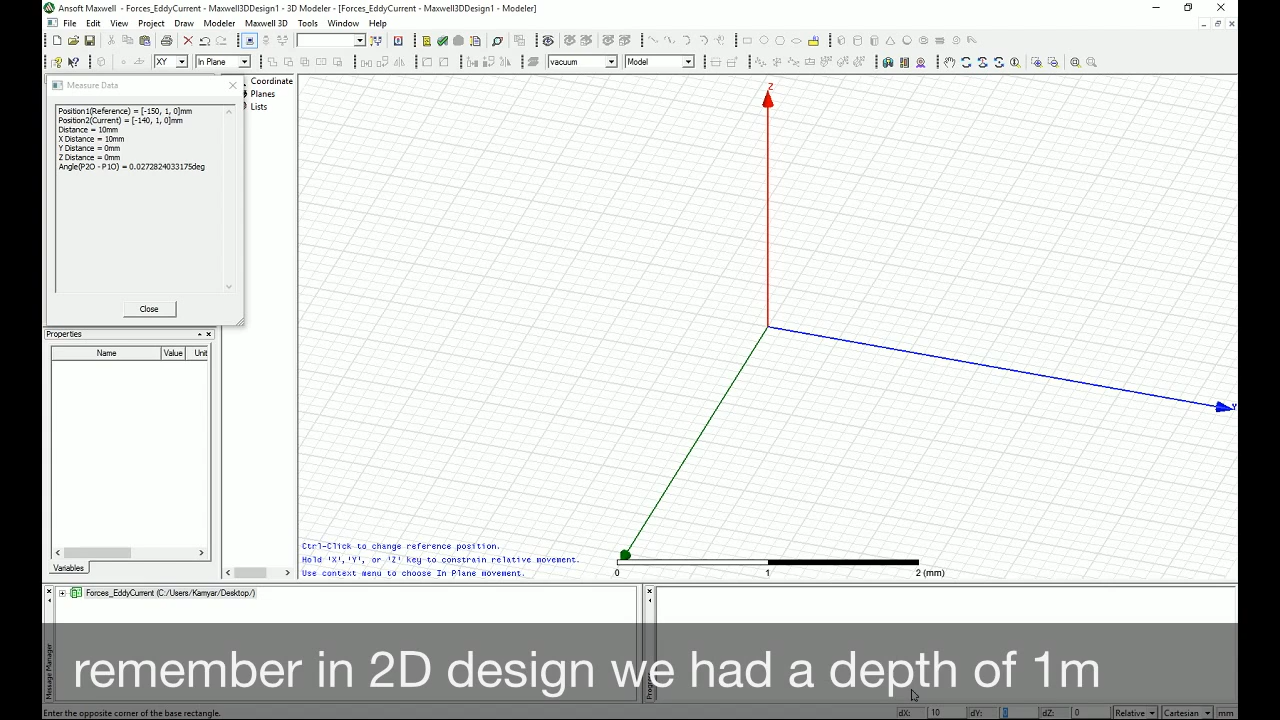 Ansoft Maxwell - Forces_EddyCurrent - Maxwell3DDesign1 - 3D Modeler - [Forces_EddyCurrent - Maxwell3DDesign1 - Modeler]
File Edit View Project Draw Modeler Maxwell 3D Tools Window Help
XY In Plane vacuum Model
Measure Data
Position1(Reference) = [-150, 1, 0]mm
Position2(Current) = [-140, 1, 0]mm
Distance = 10mm
X Distance = 10mm
Y Distance = 0mm
Z Distance = 0mm
Angle(P2O - P1O) = 0.0272824033175deg
Close
Coordinate
Planes
Lists
Properties
Name Value Unit
Variables
Z
Y
Ctrl-Click to change reference position.
Hold 'X','Y', or 'Z' key to constrain relative movement.
Use context menu to choose In Plane movement.
0 1 2 (mm)
Forces_EddyCurrent (C:/Users/Kamyar/Desktop/)
Message Manager
remember in 2D design we had a depth of 1m
Enter the opposite corner of the base rectangle.
dX: 10 dY: 0 dZ: 0 Relative Cartesian mm